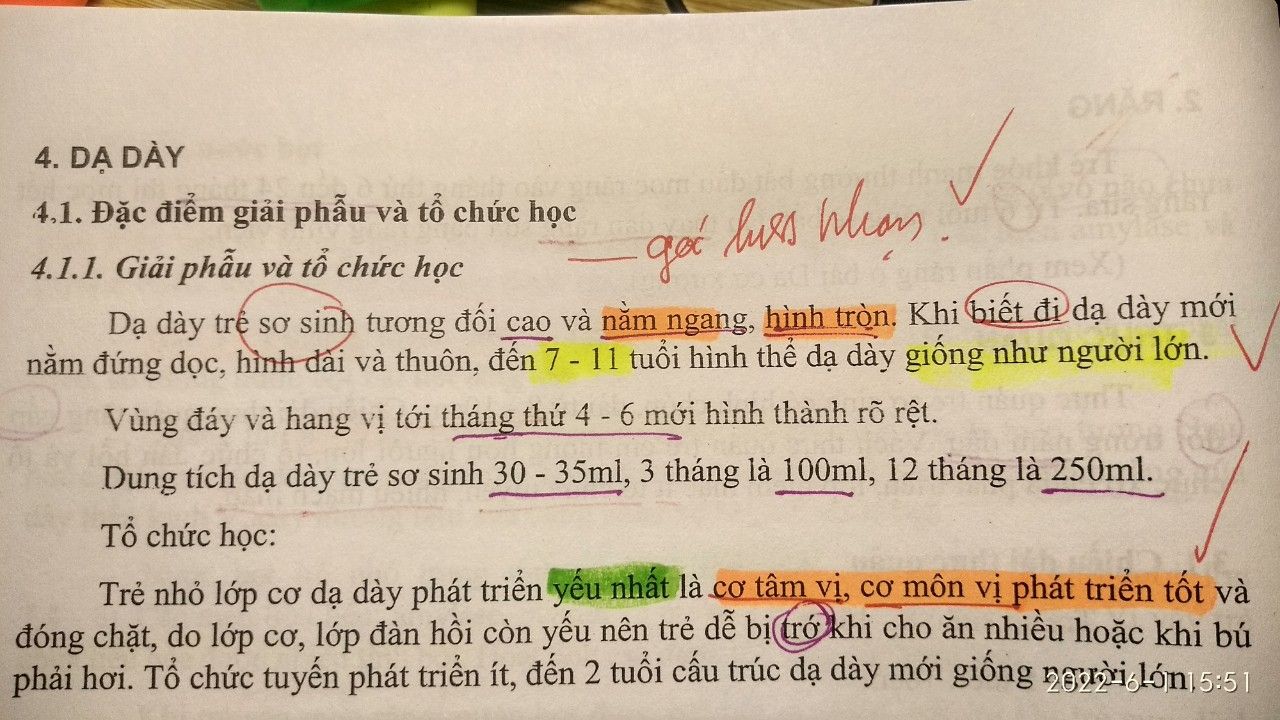 4. DẠ DÀY
4.1. Đặc điểm giải phẫu và tổ chức học
góc nhọn.
4.1.1. Giải phẫu và tổ chức học
Dạ dày trẻ sơ sinh tương đối cao và nằm ngang, hình tròn. Khi biết đi dạ dày mới
nằm đứng dọc, hình dài và thuôn, đến 7 - 11 tuổi hình thể dạ dày giống như người lớn.
Vùng đáy và hang vị tới tháng thứ 4 - 6 mới hình thành rõ rệt.
Dung tích dạ dày trẻ sơ sinh 30 - 35ml, 3 tháng là 100ml, 12 tháng là 250ml.
Tổ chức học:
Trẻ nhỏ lớp cơ dạ dày phát triển yếu nhất là cơ tâm vị, cơ môn vị phát triển tốt và
đóng chặt, do lớp cơ, lớp đàn hồi còn yếu nên trẻ dễ bị trớ khi cho ăn nhiều hoặc khi bú
phải hơi. Tổ chức tuyến phát triển ít, đến 2 tuổi cấu trúc dạ dày mới giống người lớn.
2022-6-1 15:51
2. RĂNG